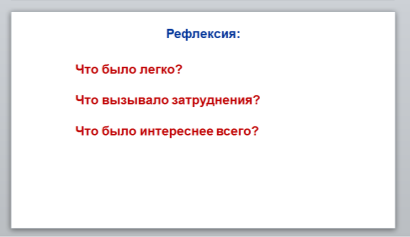 Рефлексия:
Что было легко?
Что вызывало затруднения?
Что было интереснее всего?